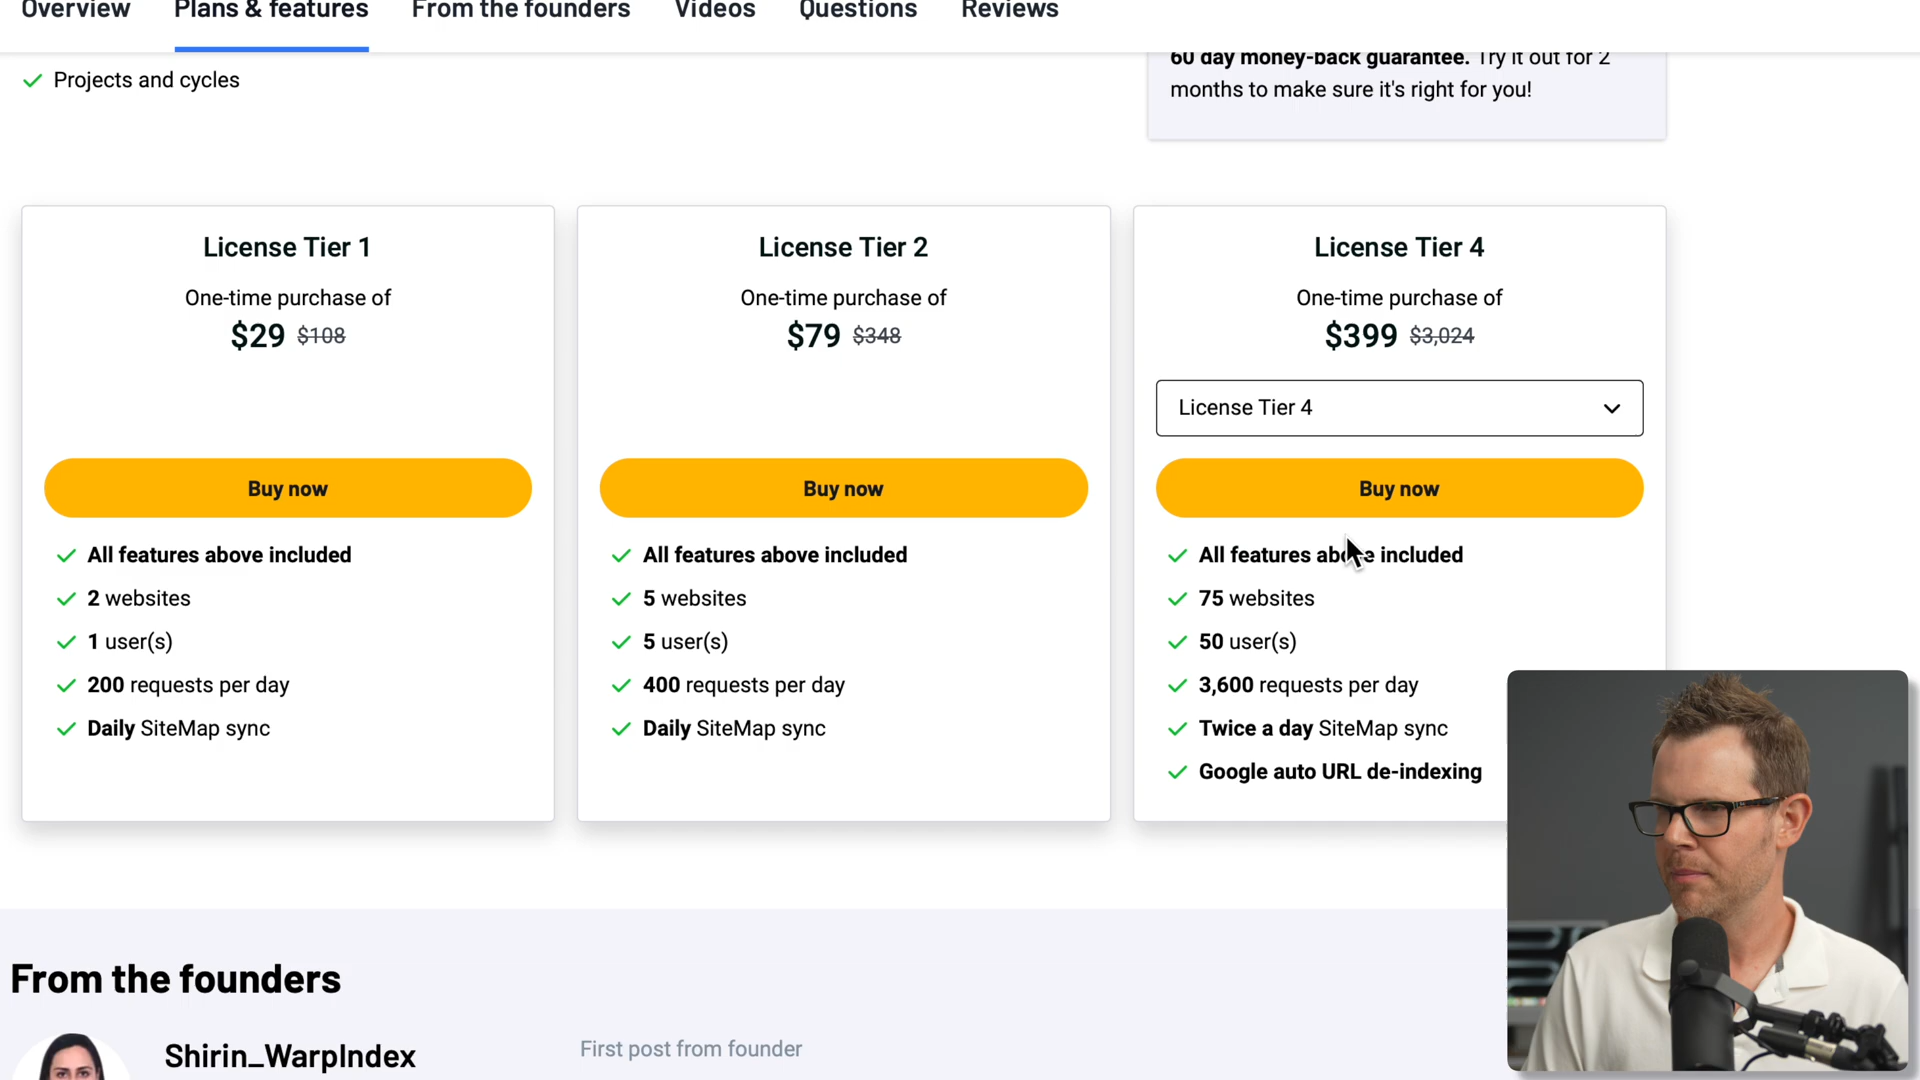 Overview Plans & features From the founders Videos Questions Reviews
Projects and cycles
60 day money-back guarantee. Try it out for 2
months to make sure it's right for you!
License Tier 1
One-time purchase of
$29 $108
Buy now
All features above included
2 websites
1 user(s)
200 requests per day
Daily SiteMap sync
License Tier 2
One-time purchase of
$79 $348
Buy now
All features above included
5 websites
5 user(s)
400 requests per day
Daily SiteMap sync
License Tier 4
One-time purchase of
$399 $3,024
License Tier 4
Buy now
All features above included
75 websites
50 user(s)
3,600 requests per day
Twice a day SiteMap sync
Google auto URL de-indexing
From the founders
Shirin_WarpIndex
First post from founder